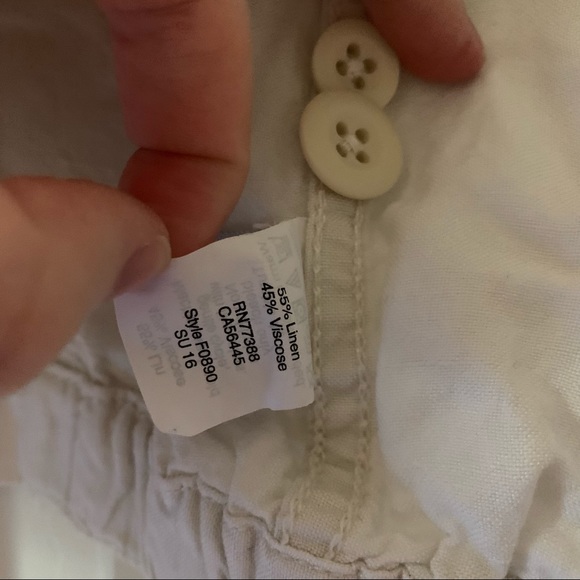 55% Linen
45% Viscose
RN77388
CA56445
Style F0890
SU 16